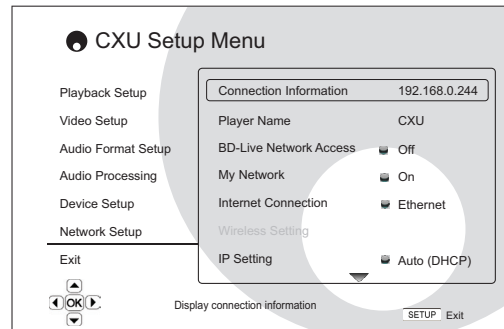 CXU Setup Menu
Playback Setup
Video Setup
Audio Format Setup
Audio Processing
Device Setup
Network Setup
Exit
Connection Information 192.168.0.244
Player Name CXU
BD-Live Network Access Off
My Network On
Internet Connection Ethernet
Wireless Setting
IP Setting Auto (DHCP)
OK
Display connection information
SETUP Exit